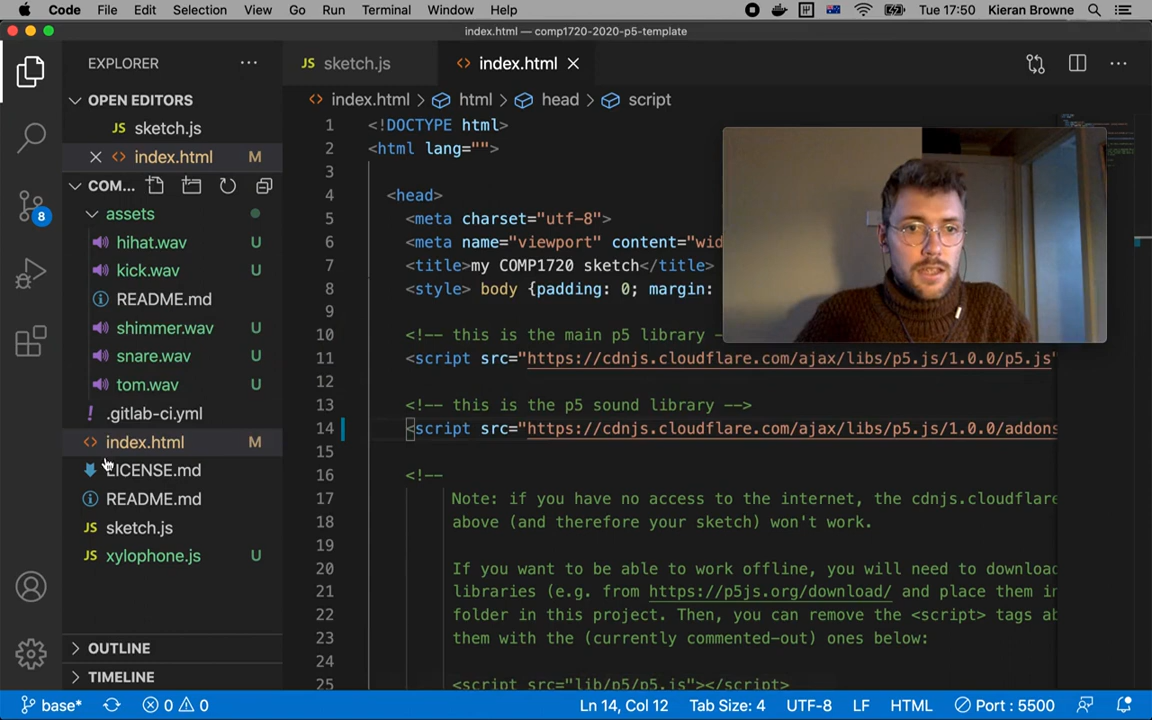 Code File Edit Selection View Go Run Terminal Window Help Tue 17:50 Kieran Browne
index.html — comp1720-2020-p5-template
EXPLORER
OPEN EDITORS
JS sketch.js
index.html M
COM...
assets
hihat.wav U
kick.wav U
README.md
shimmer.wav U
snare.wav U
tom.wav U
! .gitlab-ci.yml
index.html M
LICENSE.md
README.md
JS sketch.js
JS xylophone.js U
OUTLINE
TIMELINE
8
JS sketch.js
index.html
index.html > html > head > script
1 <!DOCTYPE html>
2 <html lang="">
3
4 <head>
5 <meta charset="utf-8">
6 <meta name="viewport" content="wid
7 <title>my COMP1720 sketch</title>
8 <style> body {padding: 0; margin:
9
10 <!-- this is the main p5 library -
11 <script src="https://cdnjs.cloudflare.com/ajax/libs/p5.js/1.0.0/p5.js"
12
13 <!-- this is the p5 sound library -->
14 <script src="https://cdnjs.cloudflare.com/ajax/libs/p5.js/1.0.0/addons
15
16 <!--
17 Note: if you have no access to the internet, the cdnjs.cloudflare
18 above (and therefore your sketch) won't work.
19
20 If you want to be able to work offline, you will need to download
21 libraries (e.g. from https://p5js.org/download/ and place them in
22 folder in this project. Then, you can remove the <script> tags ab
23 them with the (currently commented-out) ones below:
24
25 <script src="lib/p5/p5.js"></script>
base* 0 0 Ln 14, Col 12 Tab Size: 4 UTF-8 LF HTML Port : 5500